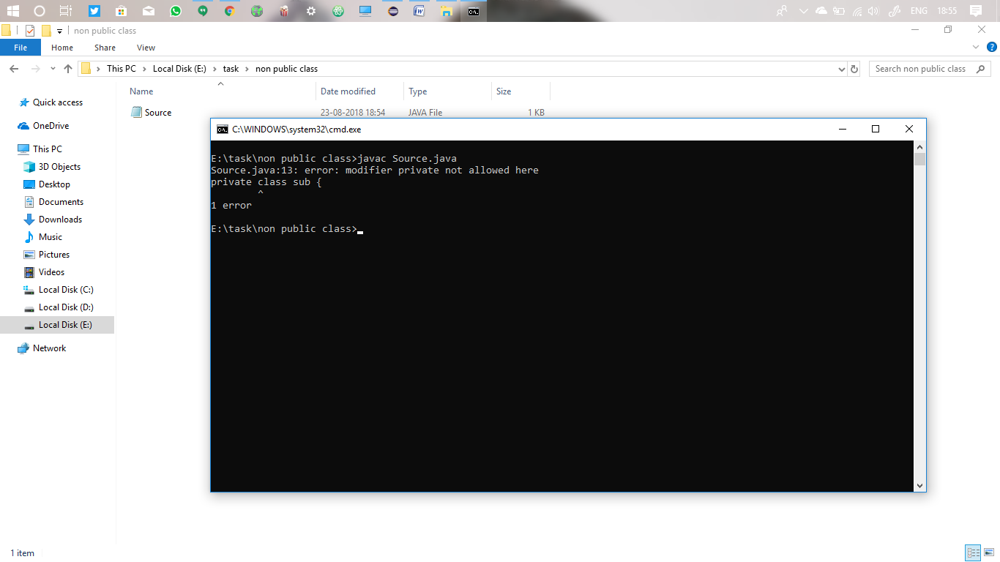 ENG 18:55
non public class
File Home Share View
This PC Local Disk (E:) task non public class
Search non public class
Name Date modified Type Size
Quick access
OneDrive
This PC
3D Objects
Desktop
Documents
Downloads
Music
Pictures
Videos
Local Disk (C:)
Local Disk (D:)
Local Disk (E:)
Network
Source 23-08-2018 18:54 JAVA File 1 KB
C:\WINDOWS\system32\cmd.exe
E:\task\non public class>javac Source.java
Source.java:13: error: modifier private not allowed here
private class sub {
^
1 error
E:\task\non public class>
1 item